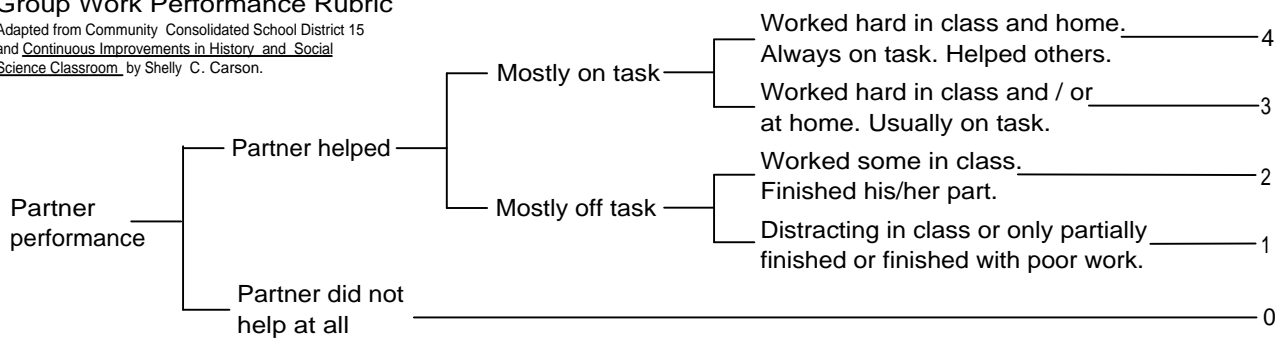 Group Work Performance Rubric
Adapted from Community Consolidated School District 15
and Continuous Improvements in History and Social
Science Classroom by Shelly C. Carson.
Worked hard in class and home.
Always on task. Helped others.
4
Mostly on task
Worked hard in class and / or
at home. Usually on task.
3
Partner helped
Worked some in class.
Finished his/her part.
2
Mostly off task
Distracting in class or only partially
finished or finished with poor work.
1
Partner
performance
Partner did not
help at all
0